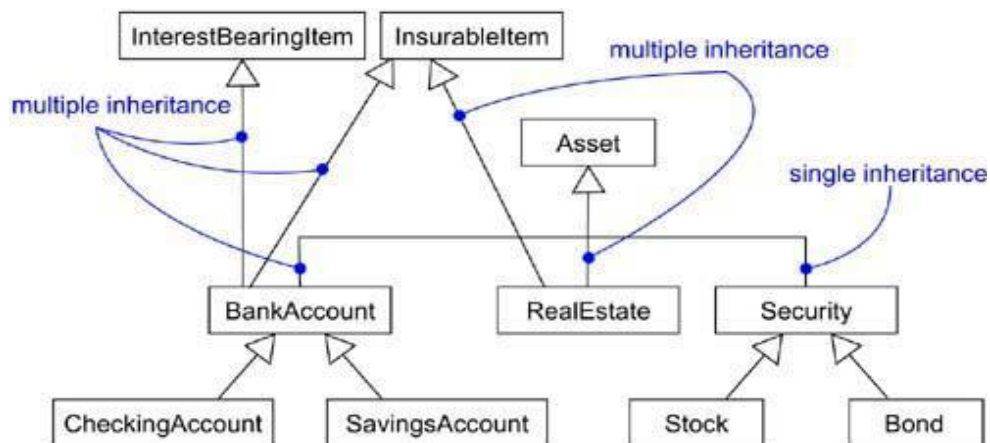 InterestBearingItem
InsurableItem
multiple inheritance
multiple inheritance
Asset
single inheritance
BankAccount
RealEstate
Security
CheckingAccount
SavingsAccount
Stock
Bond